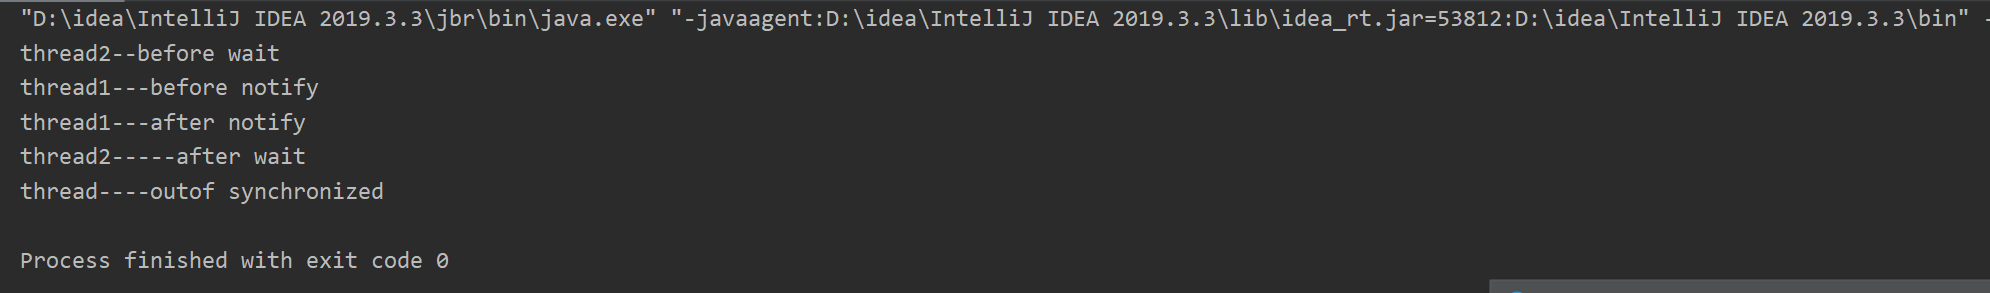 "D:\idea\IntelliJ IDEA 2019.3.3\jbr\bin\java.exe" "-javaagent:D:\idea\IntelliJ IDEA 2019.3.3\lib\idea_rt.jar=53812:D:\idea\IntelliJ IDEA 2019.3.3\bin" -
thread2--before wait
thread1---before notify
thread1---after notify
thread2-----after wait
thread----outof synchronized
Process finished with exit code 0